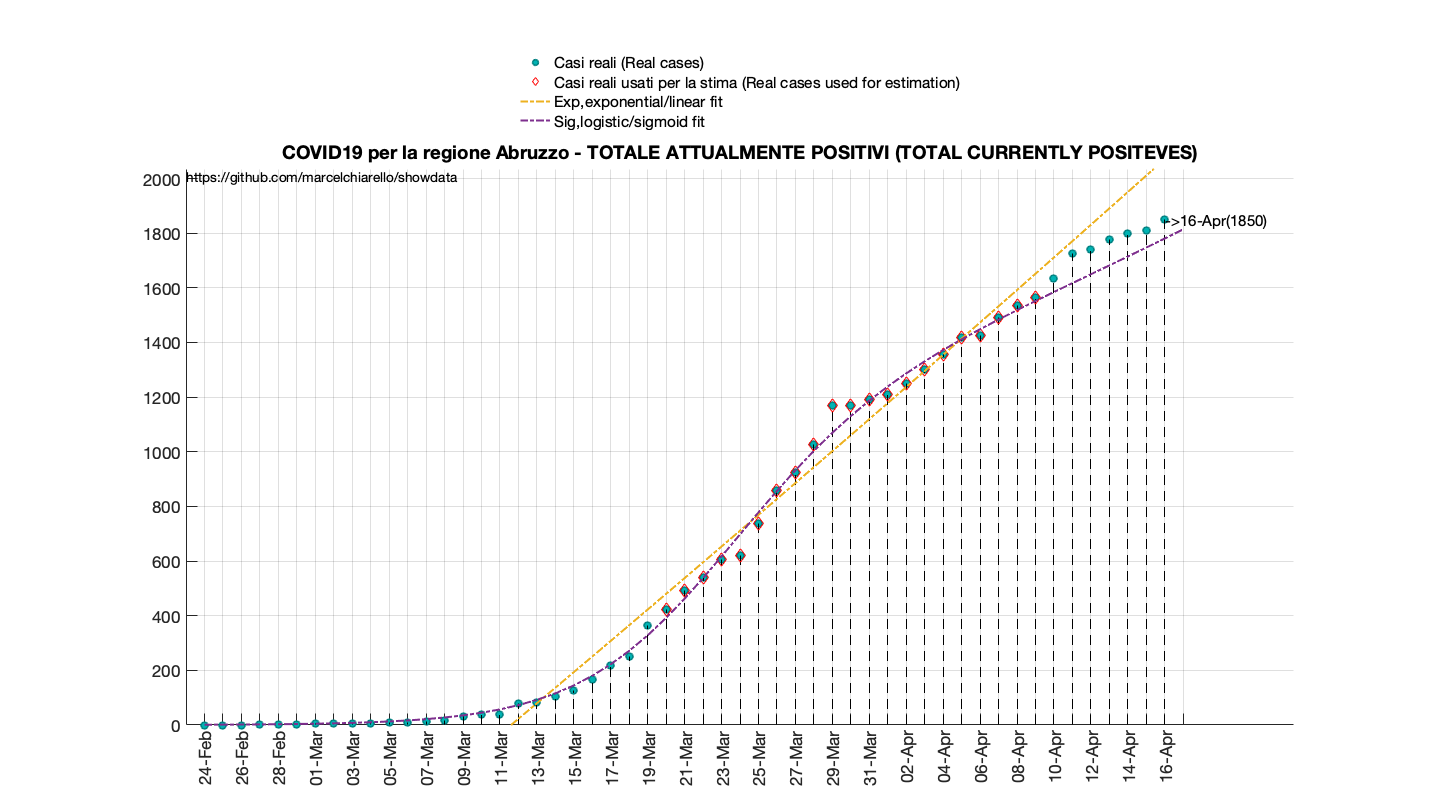 Casi reali (Real cases)
Casi reali usati per la stima (Real cases used for estimation)
Exp,exponential/linear fit
Sig,logistic/sigmoid fit
COVID19 per la regione Abruzzo - TOTALE ATTUALMENTE POSITIVI (TOTAL CURRENTLY POSITEVES)
https://github.com/marcelchiarello/showdata
2000
1800
1600
1400
1200
1000
800
600
400
200
0
->16-Apr(1850)
24-Feb
26-Feb
28-Feb
01-Mar
03-Mar
05-Mar
07-Mar
09-Mar
11-Mar
13-Mar
15-Mar
17-Mar
19-Mar
21-Mar
23-Mar
25-Mar
27-Mar
29-Mar
31-Mar
02-Apr
04-Apr
06-Apr
08-Apr
10-Apr
12-Apr
14-Apr
16-Apr